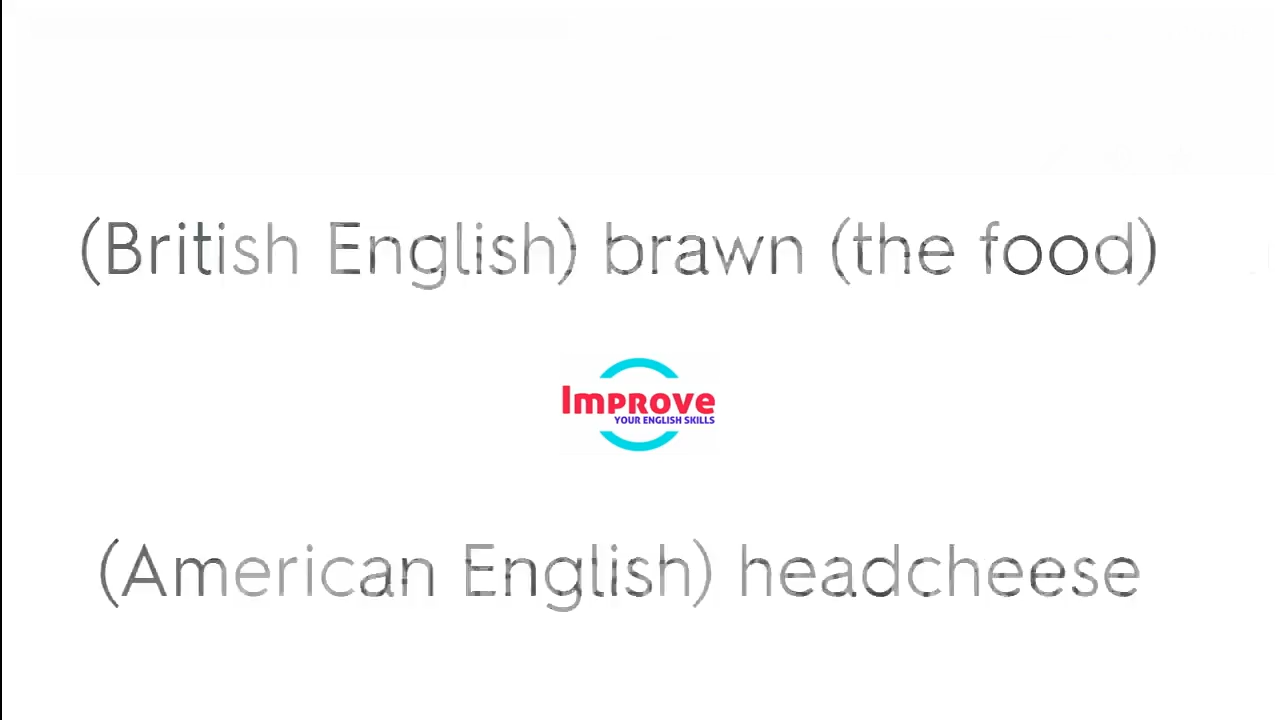 (British English) brawn (the food)
Improve
YOUR ENGLISH SKILLS
(American English) headcheese